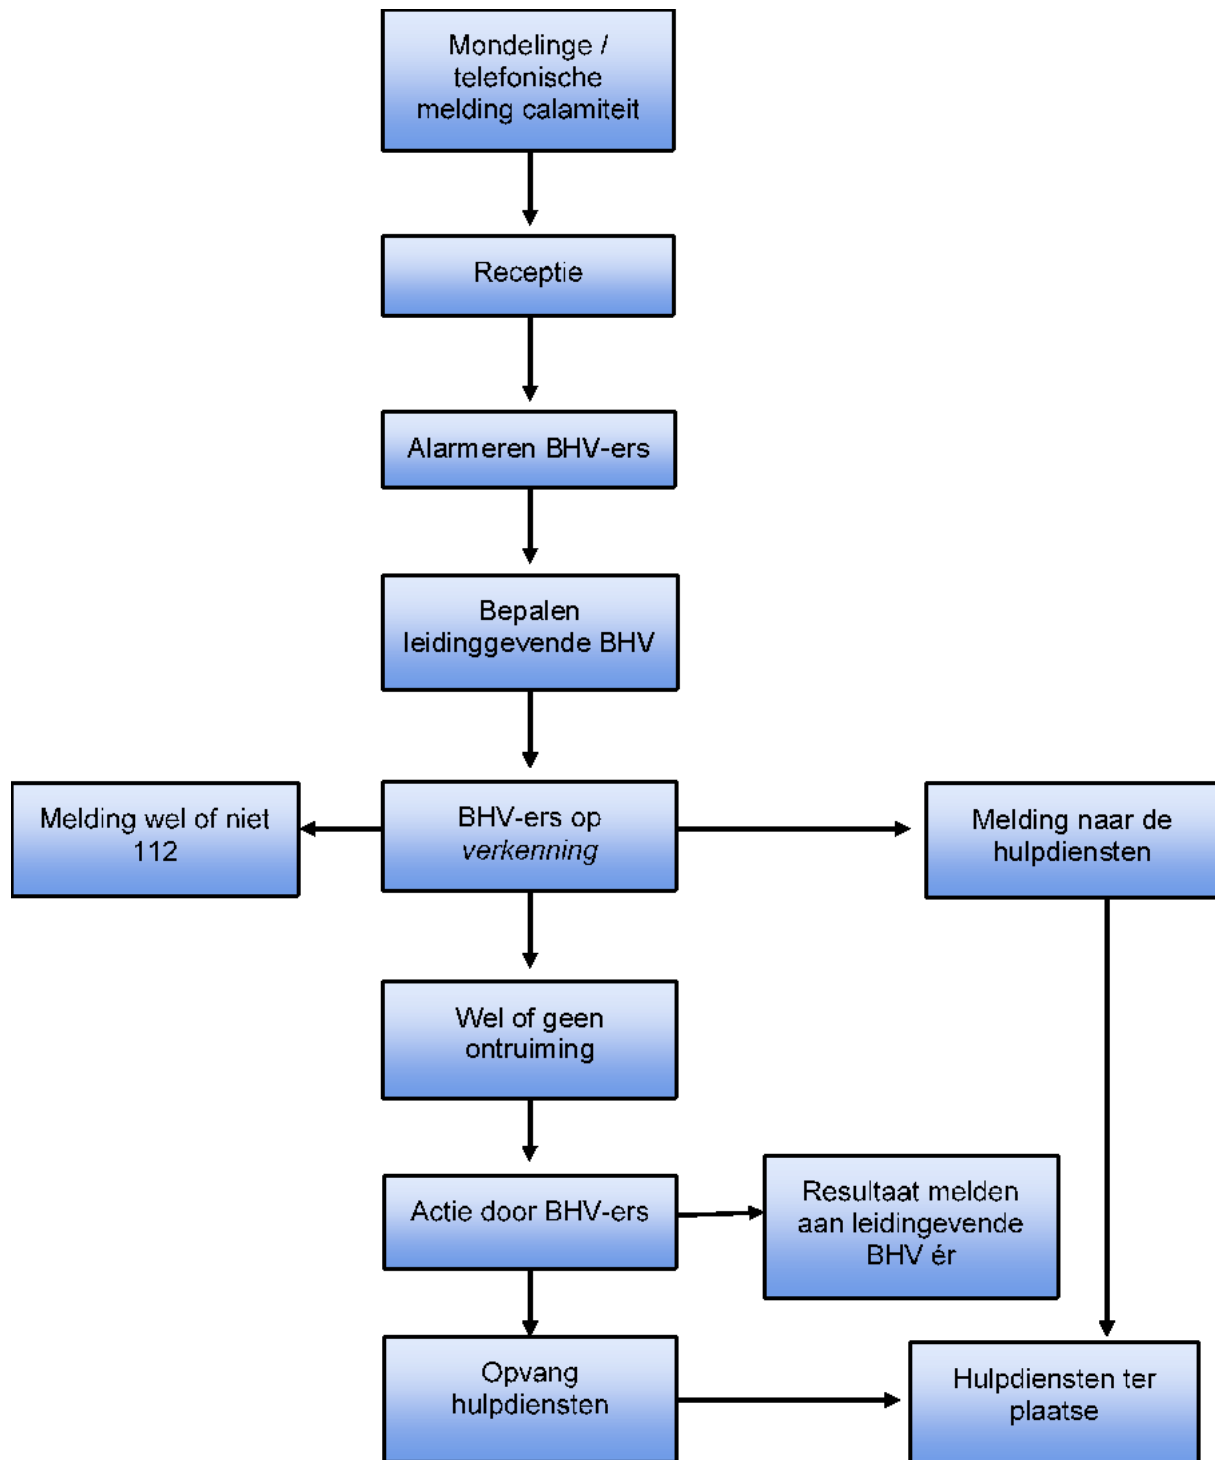 Mondelinge /
telefonische
melding calamiteit
Receptie
Alarmeren BHV-ers
Bepalen
leidinggevende BHV
Melding wel of niet
112
BHV-ers op
verkenning
Melding naar de
hulpdiensten
Wel of geen
ontruiming
Actie door BHV-ers
Resultaat melden
aan leidingevende
BHV ér
Opvang
hulpdiensten
Hulpdiensten ter
plaatse